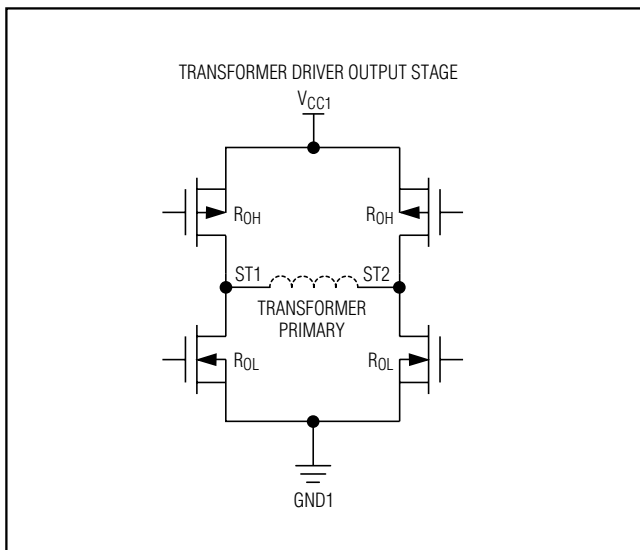 TRANSFORMER DRIVER OUTPUT STAGE
VCC1
ROH ROH
ST1 ST2
TRANSFORMER
PRIMARY
ROL ROL
GND1